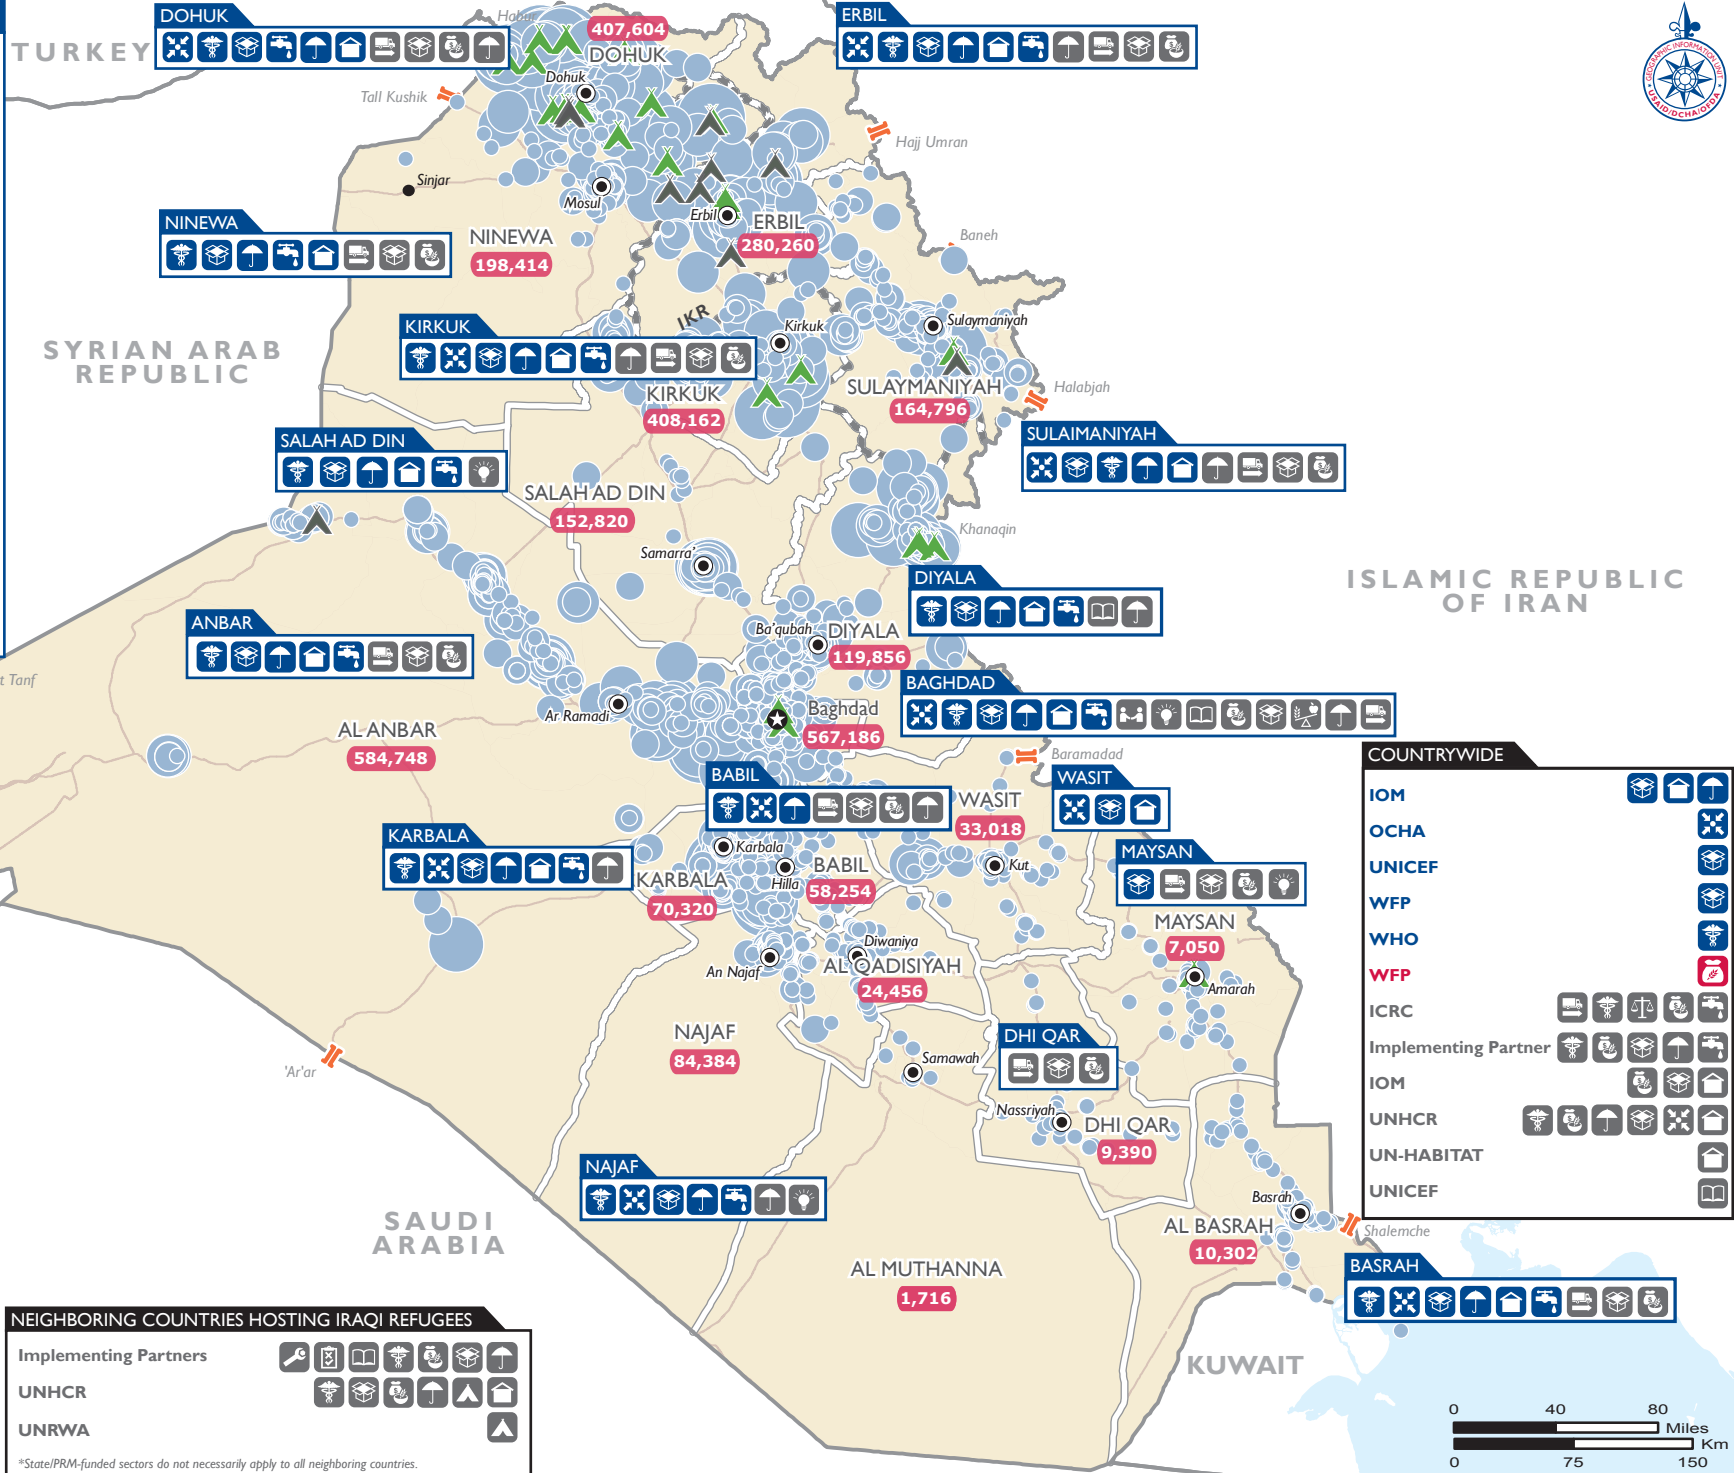 DOHUK
Habur
407,604
DOHUK
ERBIL
TURKEY
Dohuk
Tall Kushik
GEOGRAPHIC INFORMATION UNIT
USAID/DCHA/OFDA
Hajj Umran
Sinjar
Mosul
NINEWA
Erbil
ERBIL
NINEWA
280,260
Baneh
198,414
IKR
KIRKUK
Kirkuk
Sulaymaniyah
SYRIAN ARAB
REPUBLIC
KIRKUK
SULAYMANIYAH
Halabjah
408,162
164,796
SALAH AD DIN
SULAIMANIYAH
SALAH AD DIN
152,820
Khanaqin
Samarra'
DIYALA
ISLAMIC REPUBLIC
OF IRAN
ANBAR
Ba'qubah
DIYALA
119,856
t Tanf
BAGHDAD
Ar Ramadi
Baghdad
AL ANBAR
567,186
584,748
Baramadad
COUNTRYWIDE
BABIL
WASIT
WASIT
IOM
33,018
OCHA
KARBALA
Karbala
MAYSAN
UNICEF
BABIL
Kut
KARBALA
Hilla
58,254
WFP
70,320
MAYSAN
WHO
Diwaniya
7,050
An Najaf
AL QADISIYAH
WFP
24,456
Amarah
ICRC
NAJAF
DHI QAR
Implementing Partner
84,384
Samawah
'Ar'ar
IOM
Nassriyah
DHI QAR
UNHCR
9,390
UN-HABITAT
NAJAF
UNICEF
Basrah
SAUDI
ARABIA
AL BASRAH
Shalemche
10,302
AL MUTHANNA
BASRAH
1,716
NEIGHBORING COUNTRIES HOSTING IRAQI REFUGEES
Implementing Partners
KUWAIT
UNHCR
UNRWA
0 40 80
Miles
Km
0 75 150
*State/PRM-funded sectors do not necessarily apply to all neighboring countries.